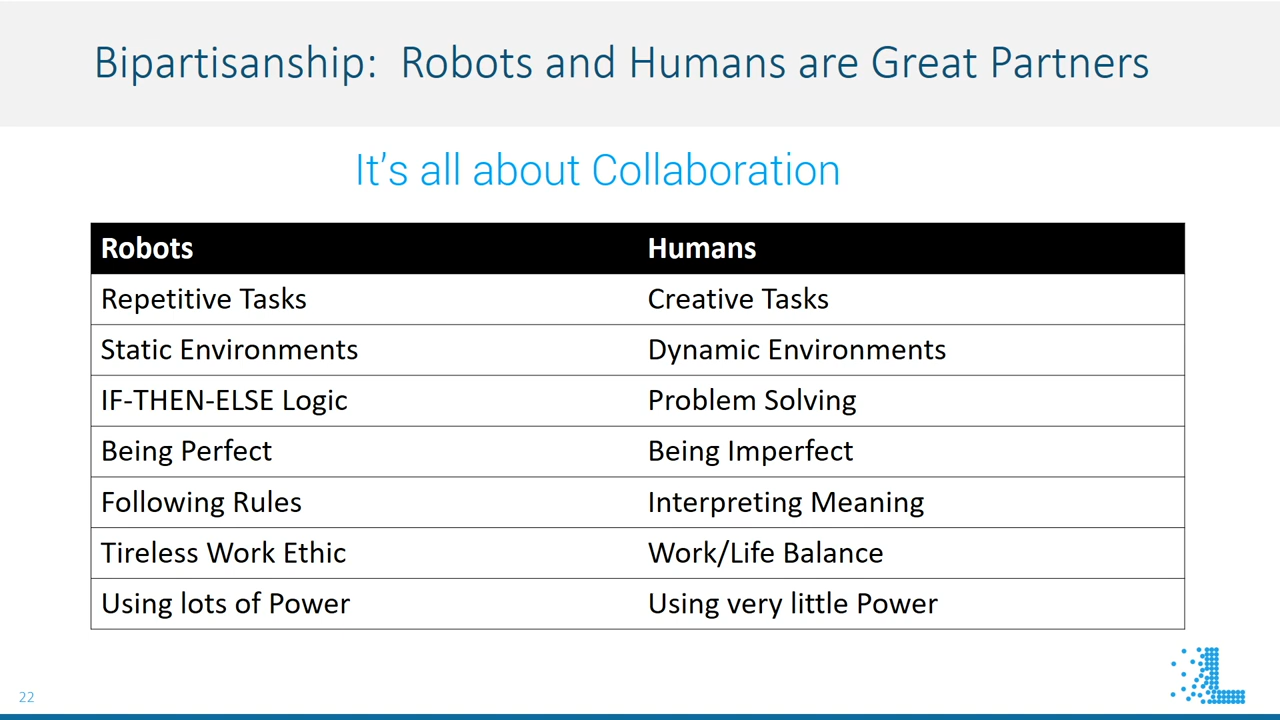 Bipartisanship:  Robots and Humans are Great Partners
It's all about Collaboration
Robots Humans
Repetitive Tasks Creative Tasks
Static Environments Dynamic Environments
IF-THEN-ELSE Logic Problem Solving
Being Perfect Being Imperfect
Following Rules Interpreting Meaning
Tireless Work Ethic Work/Life Balance
Using lots of Power Using very little Power
22
L